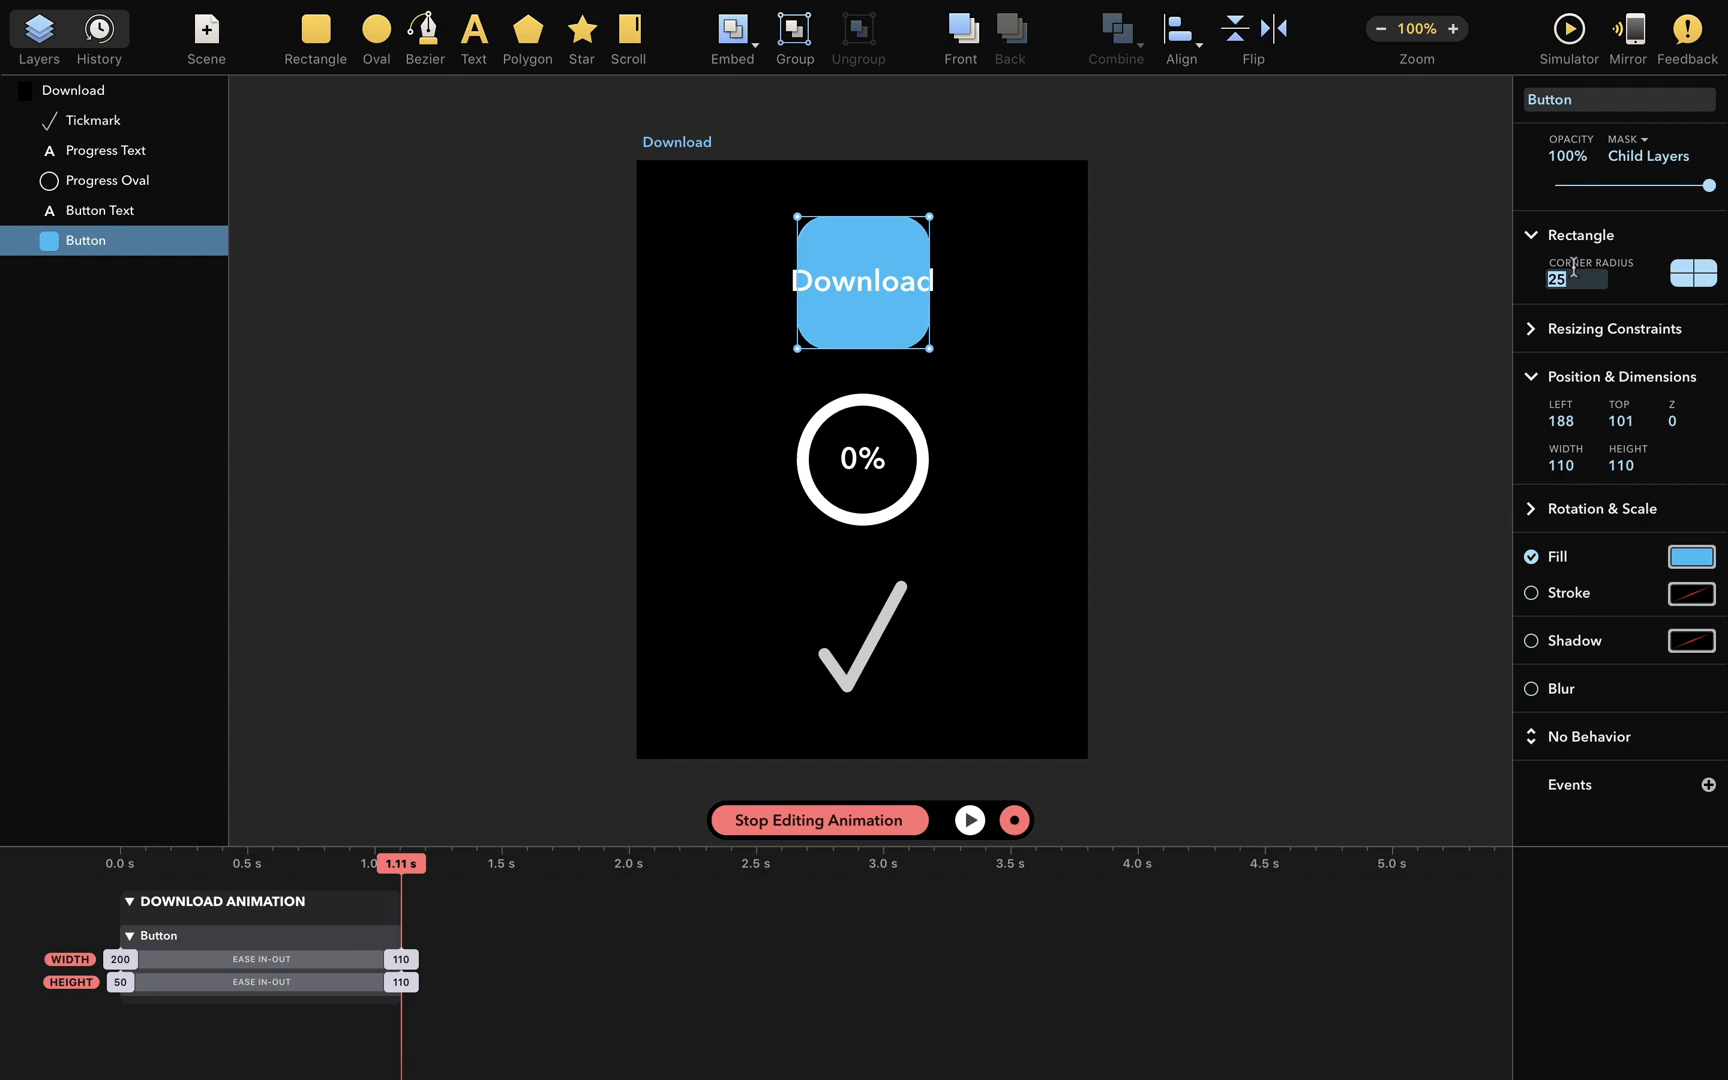 Layers History Scene Rectangle Oval Bezier Text Polygon Star Scroll Embed Group Ungroup Front Back Combine Align Flip − 100% + Zoom Simulator Mirror Feedback
Download
Tickmark
A Progress Text
Progress Oval
A Button Text
Button
Download
Download
0%
Stop Editing Animation
Button
OPACITY MASK
100% Child Layers
Rectangle
CORNER RADIUS
25
Resizing Constraints
Position & Dimensions
LEFT TOP Z
188 101 0
WIDTH HEIGHT
110 110
Rotation & Scale
Fill
Stroke
Shadow
Blur
No Behavior
Events
0.0 s 0.5 s 1.0 1.11 s 1.5 s 2.0 s 2.5 s 3.0 s 3.5 s 4.0 s 4.5 s 5.0 s
DOWNLOAD ANIMATION
Button
WIDTH 200 EASE IN-OUT 110
HEIGHT 50 EASE IN-OUT 110